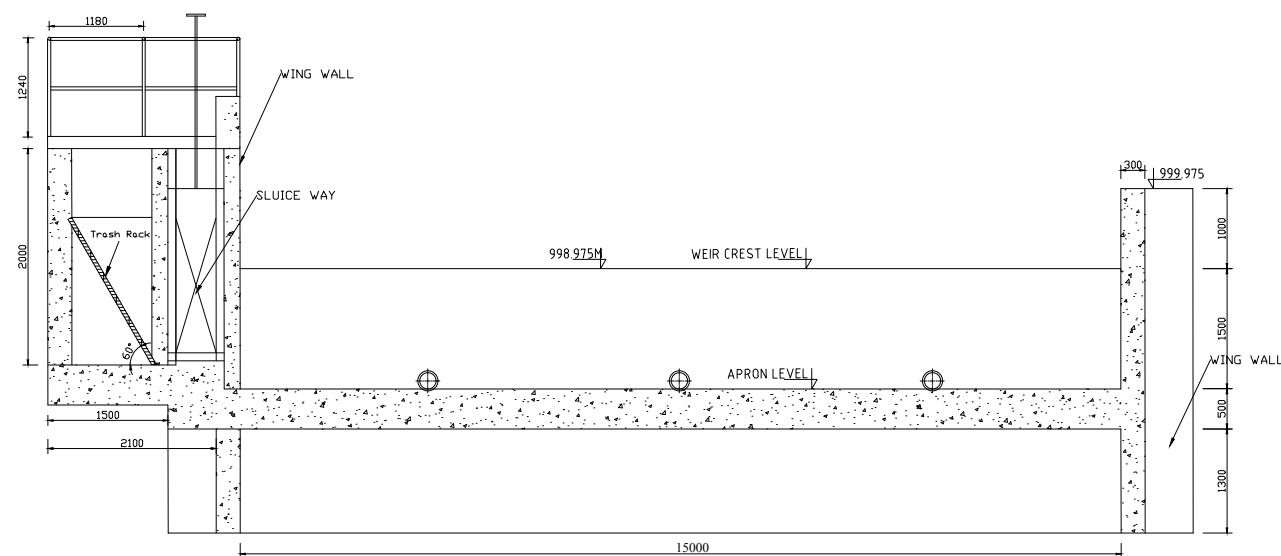 1180
1240
WING WALL
300
999.975
SLUICE WAY
1000
Trash Rack
2000
998.975M
WEIR CREST LEVEL
1500
60°
APRON LEVEL
WING WALL
500
1500
2100
1300
15000